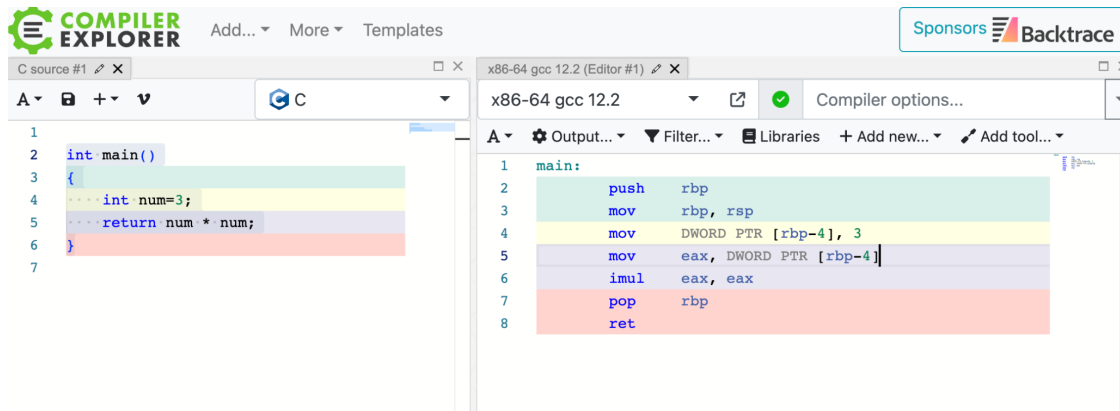 COMPILER
EXPLORER
Add... More Templates
Sponsors Backtrace
C source #1
x86-64 gcc 12.2 (Editor #1)
A
C
x86-64 gcc 12.2
Compiler options...
A Output... Filter... Libraries + Add new... Add tool...
1
2 int main()
3 {
4 ····int num=3;
5 ····return num * num;
6 }
7
1 main:
2 push rbp
3 mov rbp, rsp
4 mov DWORD PTR [rbp-4], 3
5 mov eax, DWORD PTR [rbp-4]
6 imul eax, eax
7 pop rbp
8 ret